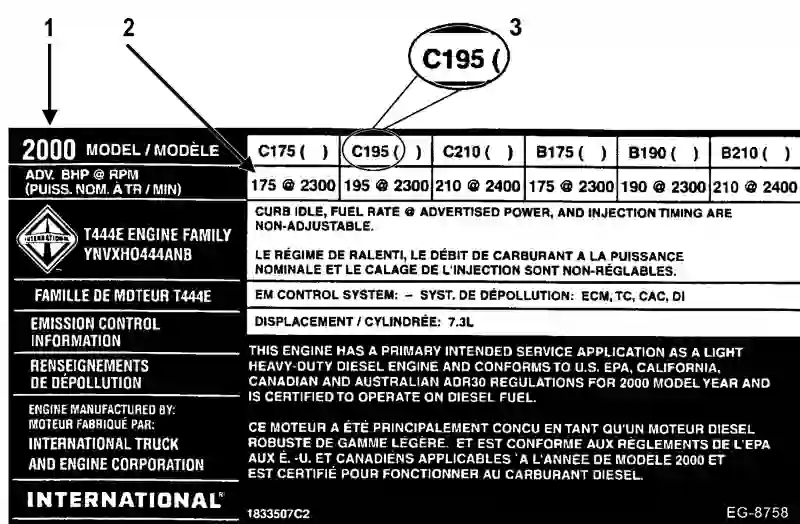 1
2
3
C195 (
2000 MODEL / MODÈLE
C175 ( )
C195 ( )
C210 ( )
B175 ( )
B190 ( )
B210 ( )
ADV. BHP @ RPM
(PUISS. NOM. À TR / MIN)
175 @ 2300
195 @ 2300
210 @ 2400
175 @ 2300
190 @ 2300
210 @ 2400
INTERNATIONAL
T444E ENGINE FAMILY
YNVXH0444ANB
CURB IDLE, FUEL RATE @ ADVERTISED POWER, AND INJECTION TIMING ARE
NON-ADJUSTABLE.
LE RÉGIME DE RALENTI, LE DÉBIT DE CARBURANT A LA PUISSANCE
NOMINALE ET LE CALAGE DE L'INJECTION SONT NON-RÉGLABLES.
FAMILLE DE MOTEUR T444E
EM CONTROL SYSTEM: – SYST. DE DÉPOLLUTION: ECM, TC, CAC, DI
EMISSION CONTROL
INFORMATION
DISPLACEMENT / CYLINDRÉE: 7.3L
RENSEIGNEMENTS
DE DÉPOLLUTION
THIS ENGINE HAS A PRIMARY INTENDED SERVICE APPLICATION AS A LIGHT
HEAVY-DUTY DIESEL ENGINE AND CONFORMS TO U.S. EPA, CALIFORNIA,
CANADIAN AND AUSTRALIAN ADR30 REGULATIONS FOR 2000 MODEL YEAR AND
IS CERTIFIED TO OPERATE ON DIESEL FUEL.
ENGINE MANUFACTURED BY:
MOTEUR FABRIQUÉ PAR:
INTERNATIONAL TRUCK
AND ENGINE CORPORATION
CE MOTEUR A ÉTÉ PRINCIPALEMENT CONCU EN TANT QU'UN MOTEUR DIESEL
ROBUSTE DE GAMME LÉGÈRE. ET EST CONFORME AUX RÈGLEMENTS DE L'EPA
AUX É. -U. ET CANADIENS APPLICABLES `A L'ANNÉE DE MODÈLE 2000 ET
EST CERTIFIÉ POUR FONCTIONNER AU CARBURANT DIESEL.
INTERNATIONAL®
1833507C2
EG-8758